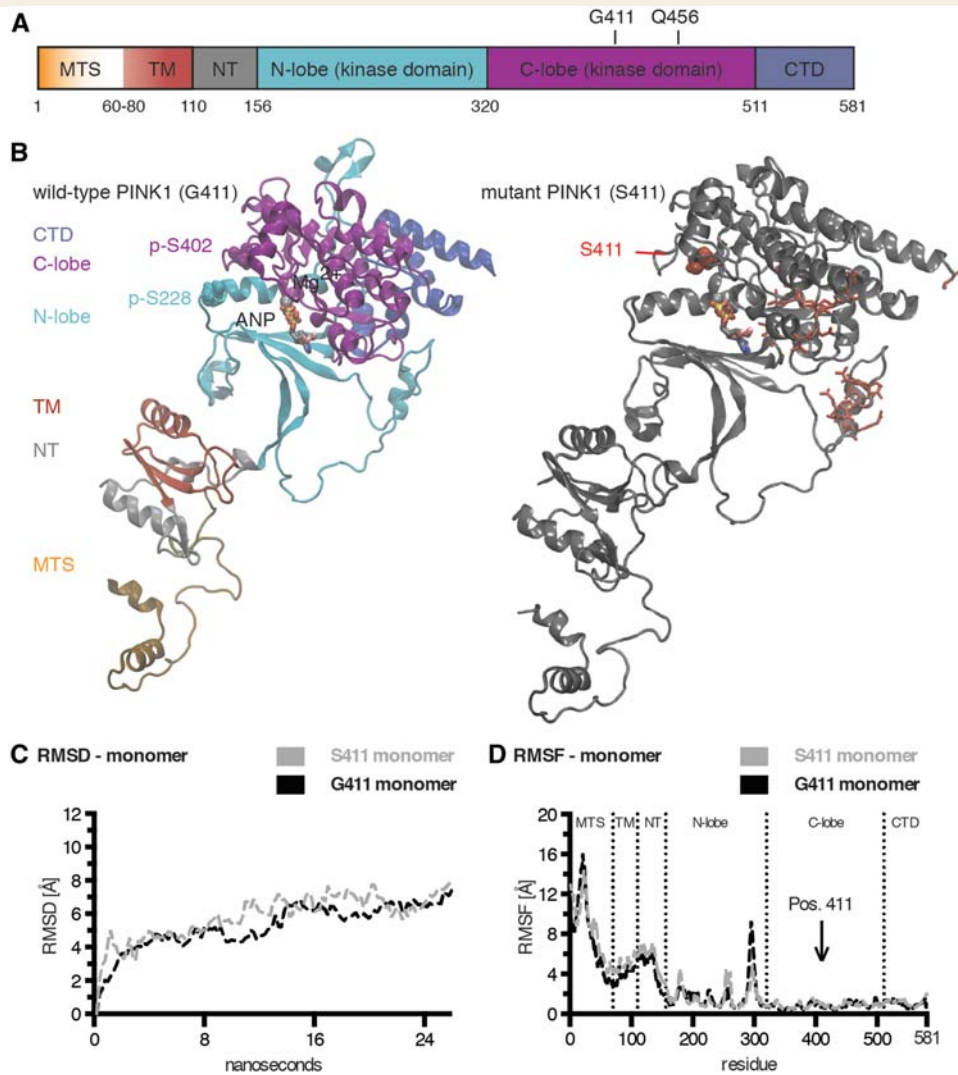 A
G411 Q456
MTS TM NT N-lobe (kinase domain) C-lobe (kinase domain) CTD
1 60-80 110 156 320 511 581
B
wild-type PINK1 (G411)
CTD
C-lobe
N-lobe
TM
NT
MTS
p-S402
Mg2+
p-S228
ANP
mutant PINK1 (S411)
S411
C RMSD - monomer
S411 monomer
G411 monomer
RMSD [Å]
12
10
8
6
4
2
0
0 8 16 24
nanoseconds
D RMSF - monomer
S411 monomer
G411 monomer
RMSF [Å]
20
16
12
8
4
0
MTS TM NT N-lobe C-lobe CTD
Pos. 411
0 100 200 300 400 500 581
residue